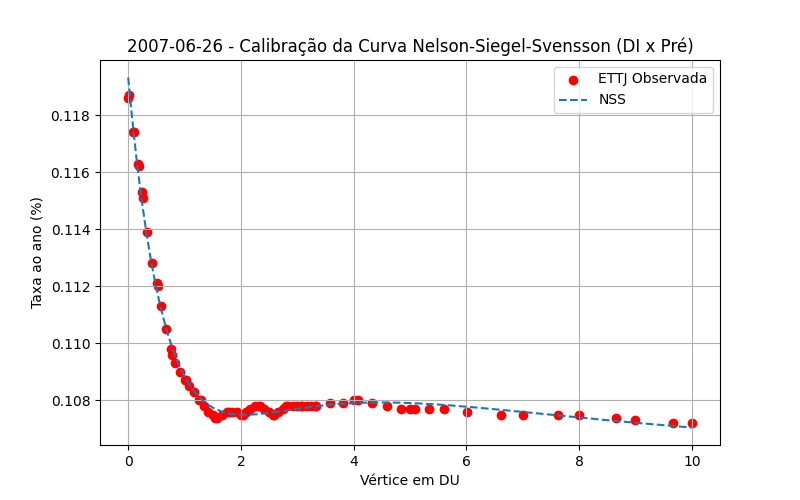 2007-06-26 - Calibração da Curva Nelson-Siegel-Svensson (DI x Pré)
ETTJ Observada
NSS
Taxa ao ano (%)
0.118
0.116
0.114
0.112
0.110
0.108
0 2 4 6 8 10
Vértice em DU